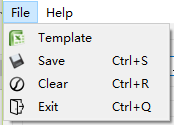 File Help
Template
Save Ctrl+S
Clear Ctrl+R
Exit Ctrl+Q